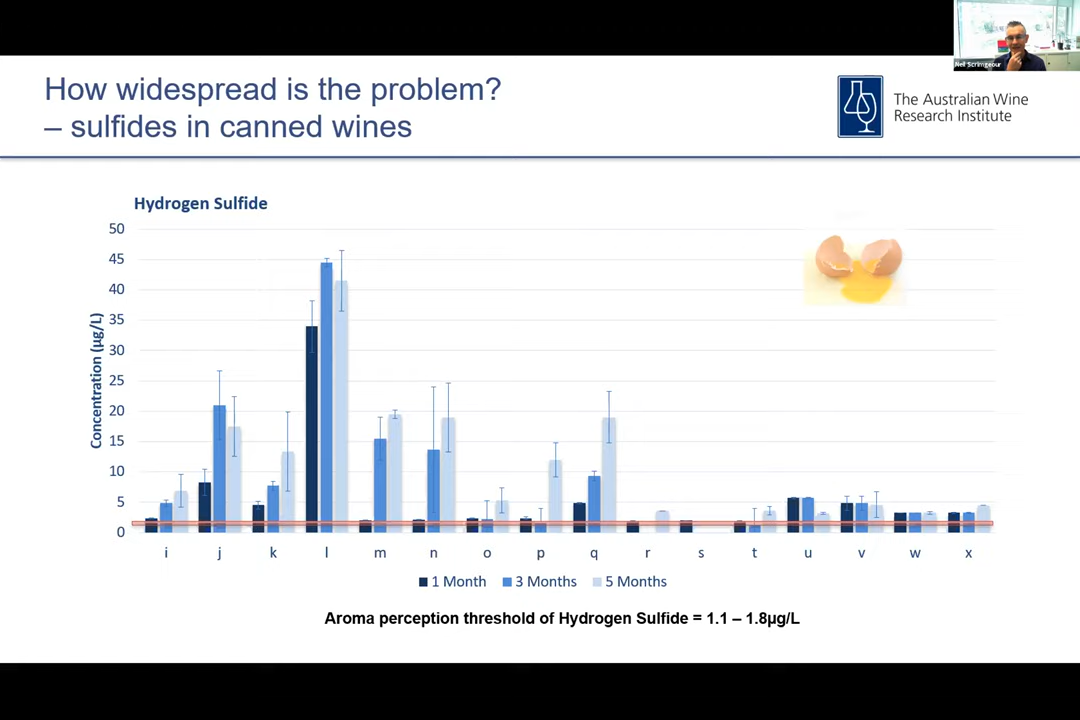 Neil Scrimgeour
How widespread is the problem?
– sulfides in canned wines
The Australian Wine
Research Institute
Hydrogen Sulfide
Concentration (µg/L)
50
45
40
35
30
25
20
15
10
5
0
i j k l m n o p q r s t u v w x
1 Month 3 Months 5 Months
Aroma perception threshold of Hydrogen Sulfide = 1.1 – 1.8µg/L